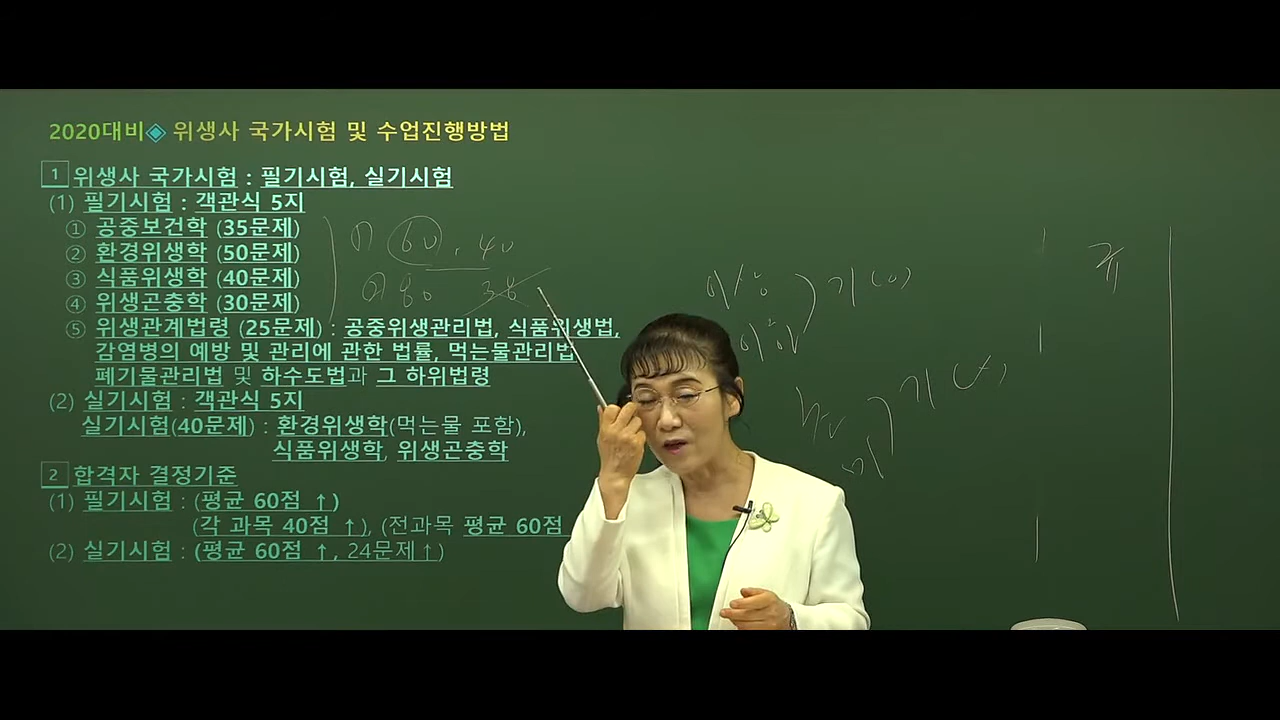 2020대비◈ 위생사 국가시험 및 수업진행방법
1 위생사 국가시험 : 필기시험, 실기시험
(1) 필기시험 : 객관식 5지
① 공중보건학 (35문제)
② 환경위생학 (50문제)
③ 식품위생학 (40문제)
④ 위생곤충학 (30문제)
⑤ 위생관계법령 (25문제) : 공중위생관리법, 식품위생법,
감염병의 예방 및 관리에 관한 법률, 먹는물관리법
폐기물관리법 및 하수도법과 그 하위법령
(2) 실기시험 : 객관식 5지
실기시험(40문제) : 환경위생학(먹는물 포함),
식품위생학, 위생곤충학
2 합격자 결정기준
(1) 필기시험 : (평균 60점 ↑)
(각 과목 40점 ↑), (전과목 평균 60점
(2) 실기시험 : (평균 60점 ↑, 24문제↑)
60, 40
80 38
이상
이하